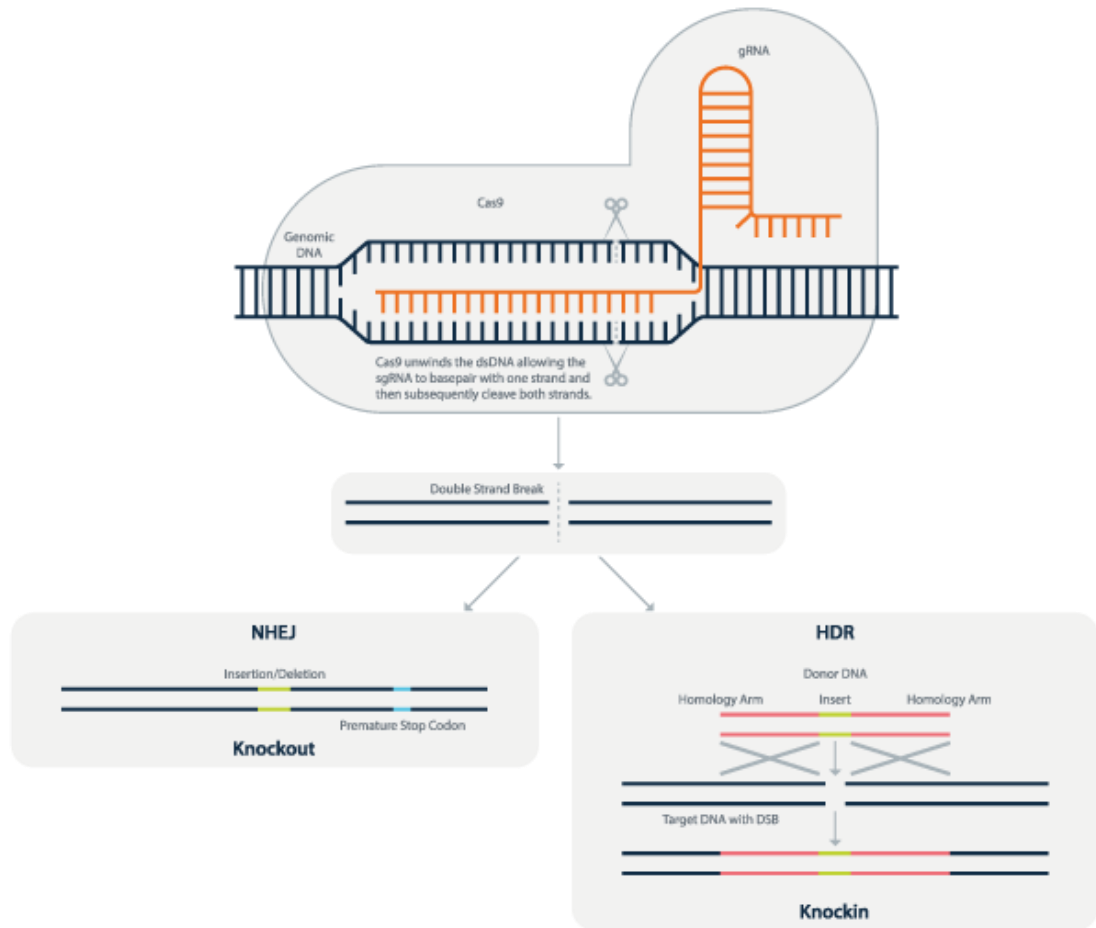 gRNA
Cas9
Genomic
DNA
Cas9 unwinds the dsDNA allowing the
sgRNA to basepair with one strand and
then subsequently cleave both strands.
Double Strand Break
NHEJ
Insertion/Deletion
Premature Stop Codon
Knockout
HDR
Donor DNA
Homology Arm Insert Homology Arm
Target DNA with DSB
Knockin